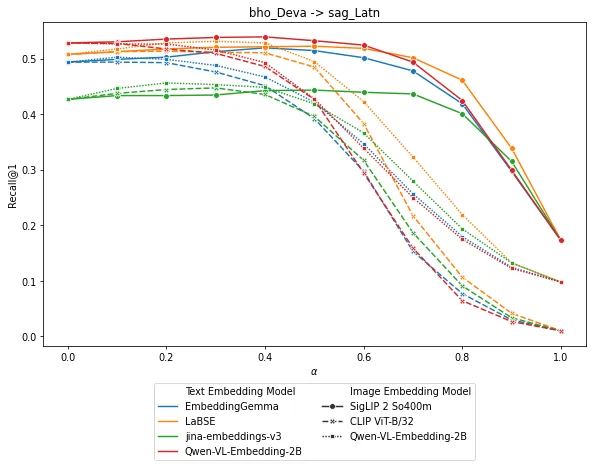 bho_Deva -> sag_Latn
Recall@1
0.5
0.4
0.3
0.2
0.1
0.0
0.0 0.2 0.4 0.6 0.8 1.0
α
Text Embedding Model Image Embedding Model
EmbeddingGemma SigLIP 2 So400m
LaBSE CLIP ViT-B/32
jina-embeddings-v3 Qwen-VL-Embedding-2B
Qwen-VL-Embedding-2B